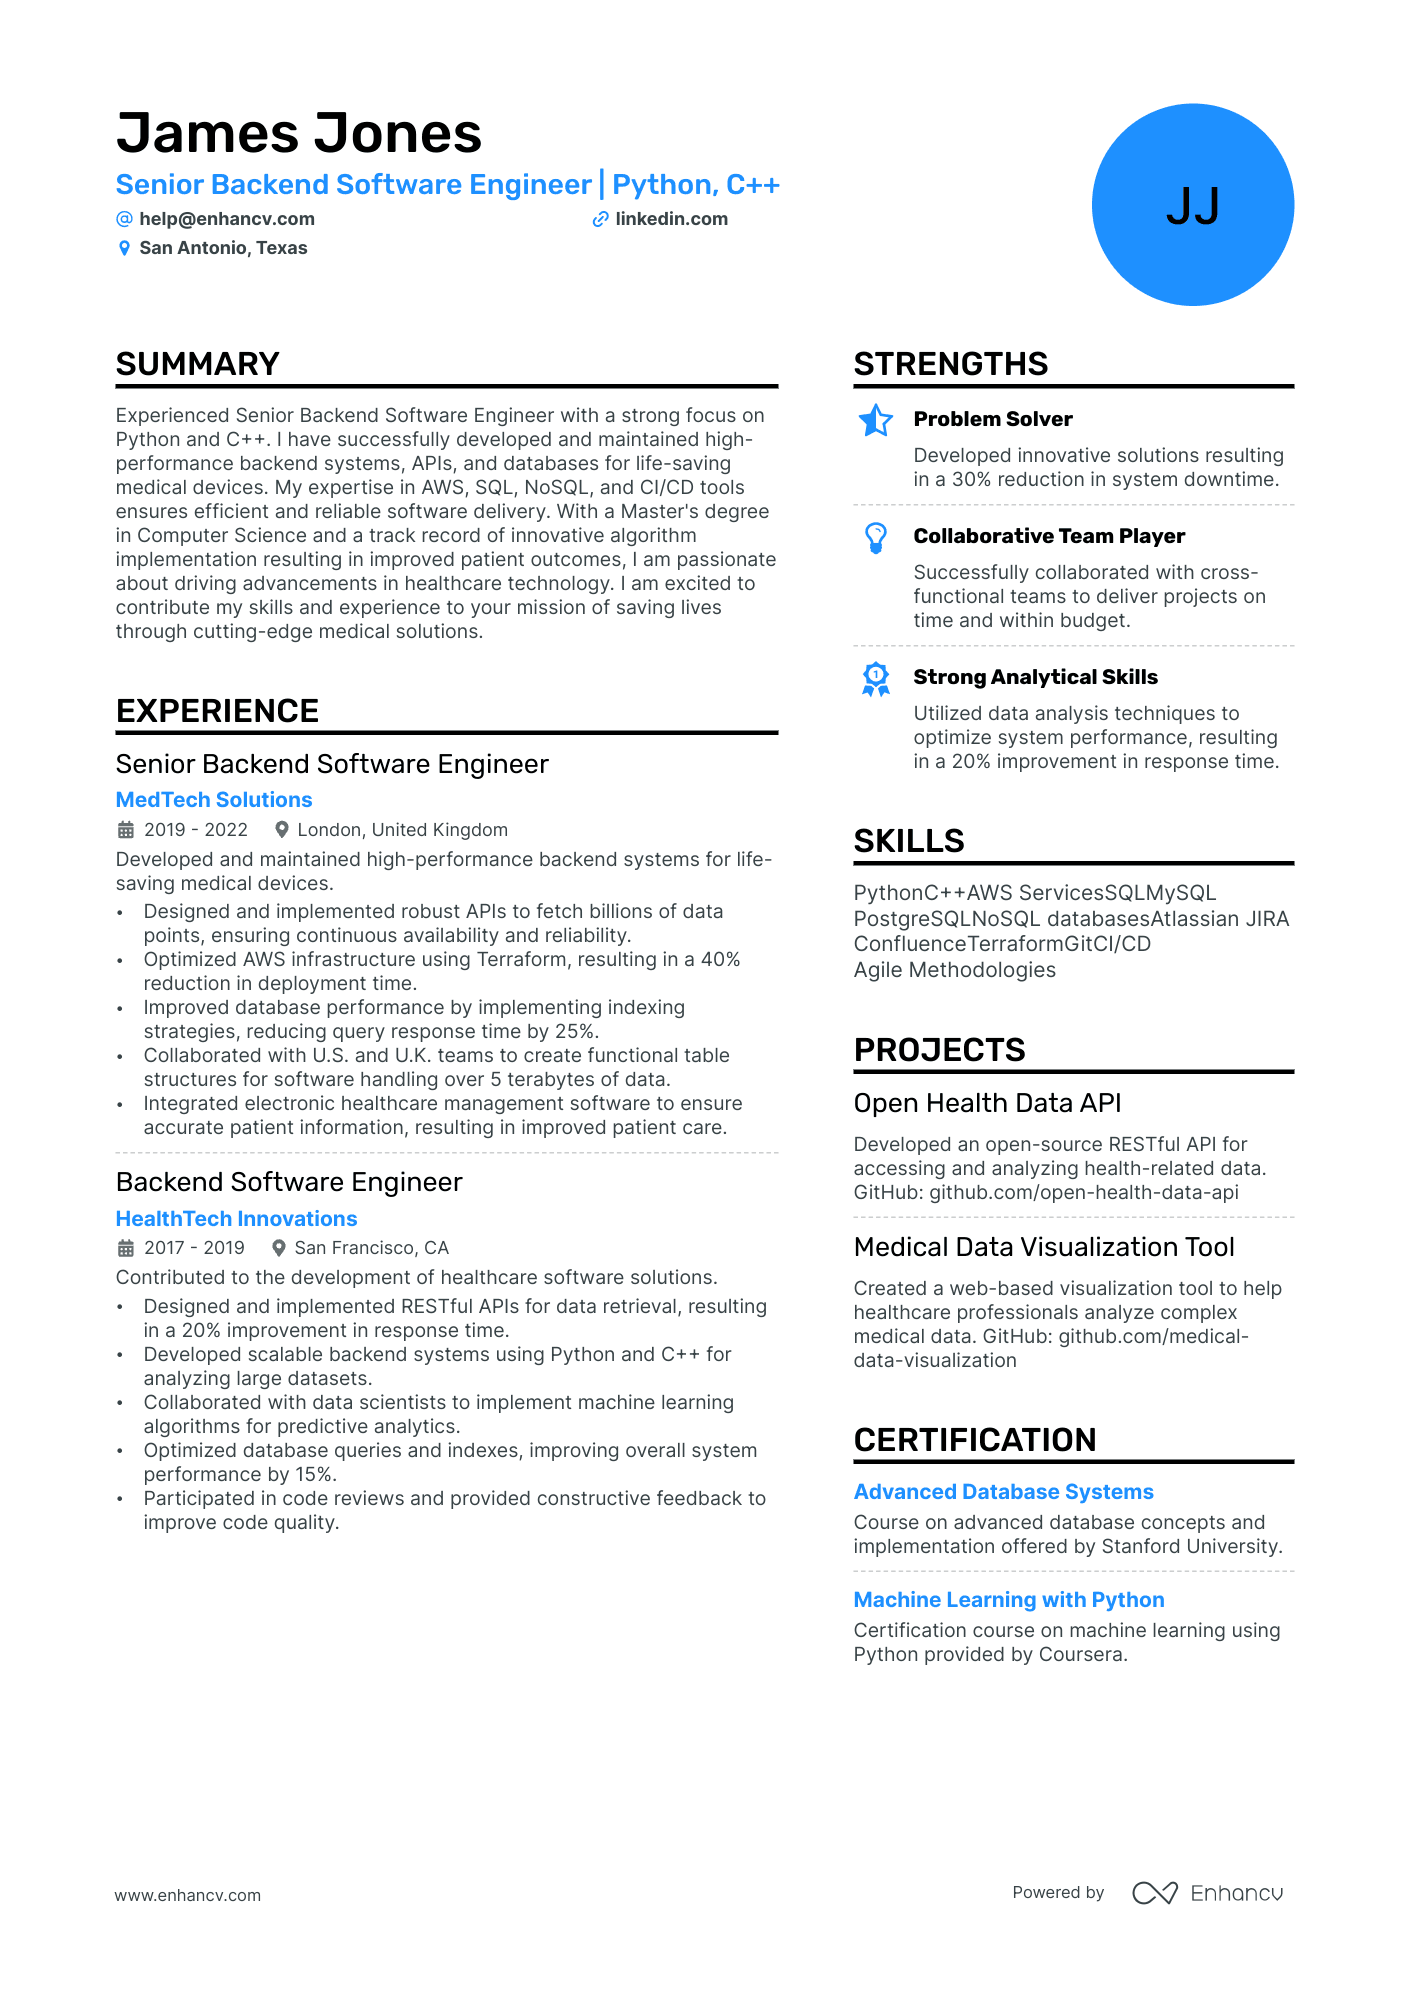 James Jones
Senior Backend Software Engineer | Python, C++
help@enhancv.com
linkedin.com
San Antonio, Texas
JJ
SUMMARY
Experienced Senior Backend Software Engineer with a strong focus on
Python and C++. I have successfully developed and maintained high-
performance backend systems, APIs, and databases for life-saving
medical devices. My expertise in AWS, SQL, NoSQL, and CI/CD tools
ensures efficient and reliable software delivery. With a Master's degree
in Computer Science and a track record of innovative algorithm
implementation resulting in improved patient outcomes, I am passionate
about driving advancements in healthcare technology. I am excited to
contribute my skills and experience to your mission of saving lives
through cutting-edge medical solutions.
EXPERIENCE
Senior Backend Software Engineer
MedTech Solutions
2019 - 2022 London, United Kingdom
Developed and maintained high-performance backend systems for life-
saving medical devices.
• Designed and implemented robust APIs to fetch billions of data
points, ensuring continuous availability and reliability.
• Optimized AWS infrastructure using Terraform, resulting in a 40%
reduction in deployment time.
• Improved database performance by implementing indexing
strategies, reducing query response time by 25%.
• Collaborated with U.S. and U.K. teams to create functional table
structures for software handling over 5 terabytes of data.
• Integrated electronic healthcare management software to ensure
accurate patient information, resulting in improved patient care.
Backend Software Engineer
HealthTech Innovations
2017 - 2019 San Francisco, CA
Contributed to the development of healthcare software solutions.
• Designed and implemented RESTful APIs for data retrieval, resulting
in a 20% improvement in response time.
• Developed scalable backend systems using Python and C++ for
analyzing large datasets.
• Collaborated with data scientists to implement machine learning
algorithms for predictive analytics.
• Optimized database queries and indexes, improving overall system
performance by 15%.
• Participated in code reviews and provided constructive feedback to
improve code quality.
STRENGTHS
Problem Solver
Developed innovative solutions resulting
in a 30% reduction in system downtime.
Collaborative Team Player
Successfully collaborated with cross-
functional teams to deliver projects on
time and within budget.
1
Strong Analytical Skills
Utilized data analysis techniques to
optimize system performance, resulting
in a 20% improvement in response time.
SKILLS
PythonC++AWS ServicesSQLMySQL
PostgreSQLNoSQL databasesAtlassian JIRA
ConfluenceTerraformGitCI/CD
Agile Methodologies
PROJECTS
Open Health Data API
Developed an open-source RESTful API for
accessing and analyzing health-related data.
GitHub: github.com/open-health-data-api
Medical Data Visualization Tool
Created a web-based visualization tool to help
healthcare professionals analyze complex
medical data. GitHub: github.com/medical-
data-visualization
CERTIFICATION
Advanced Database Systems
Course on advanced database concepts and
implementation offered by Stanford University.
Machine Learning with Python
Certification course on machine learning using
Python provided by Coursera.
www.enhancv.com
Powered by Enhancv